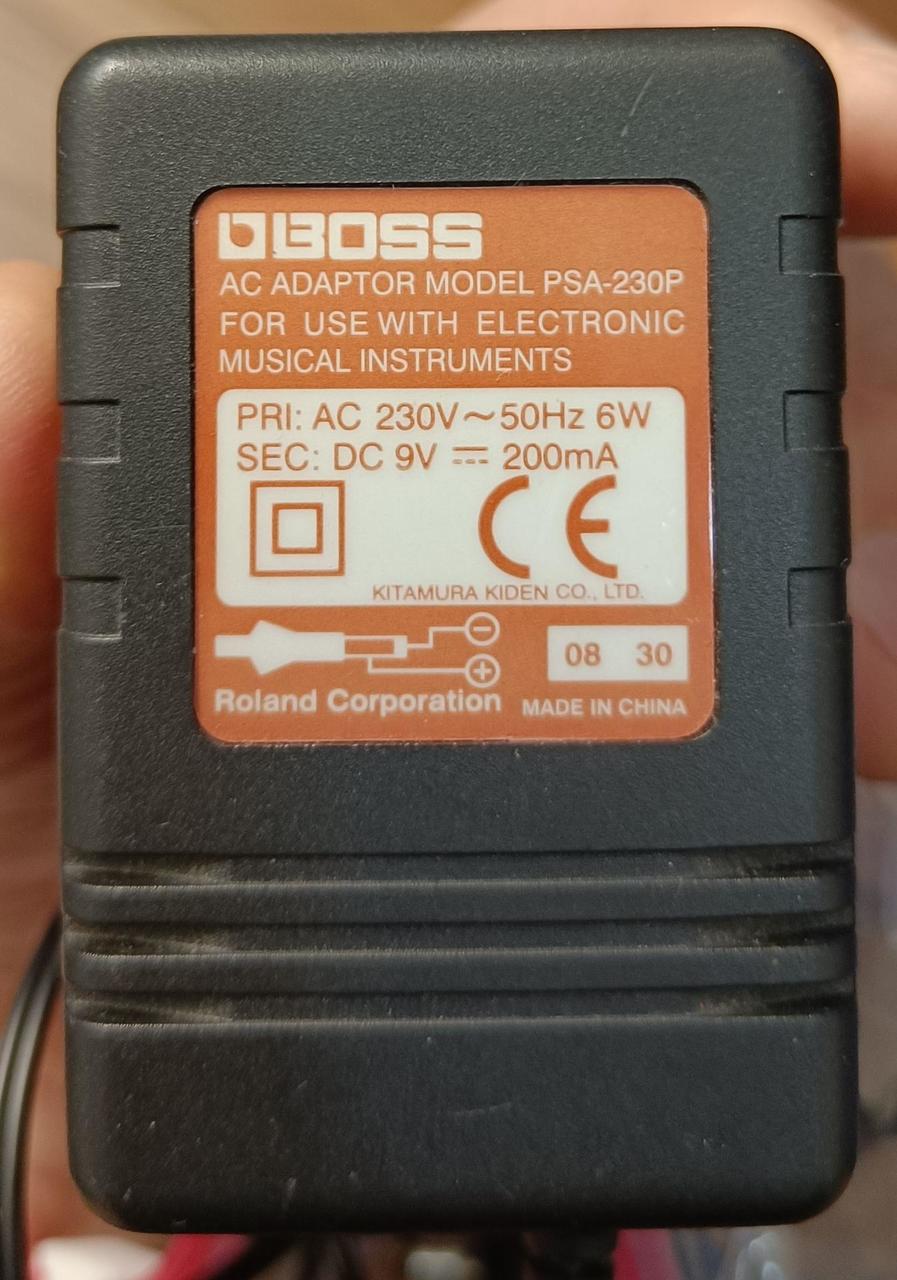 BOSS
AC ADAPTOR MODEL PSA-230P
FOR USE WITH ELECTRONIC
MUSICAL INSTRUMENTS
PRI: AC 230V～50Hz 6W
SEC: DC 9V ⎓ 200mA
CE
KITAMURA KIDEN CO., LTD.
−
+
08 30
Roland Corporation
MADE IN CHINA